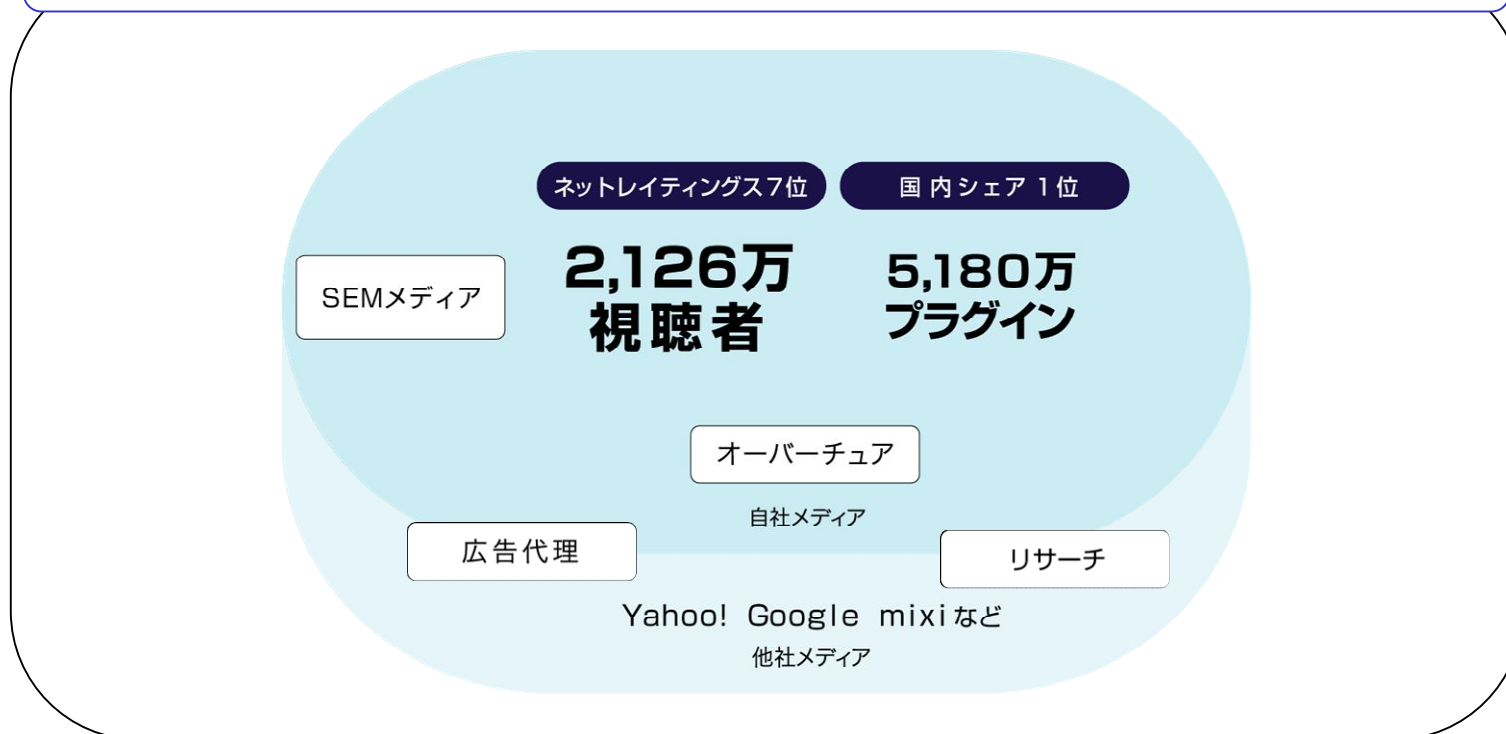 ネットレイティングス7位
国内シェア1位
2,126万
視聴者
5,180万
プラグイン
SEMメディア
オーバーチュア
自社メディア
広告代理
リサーチ
Yahoo! Google mixiなど
他社メディア